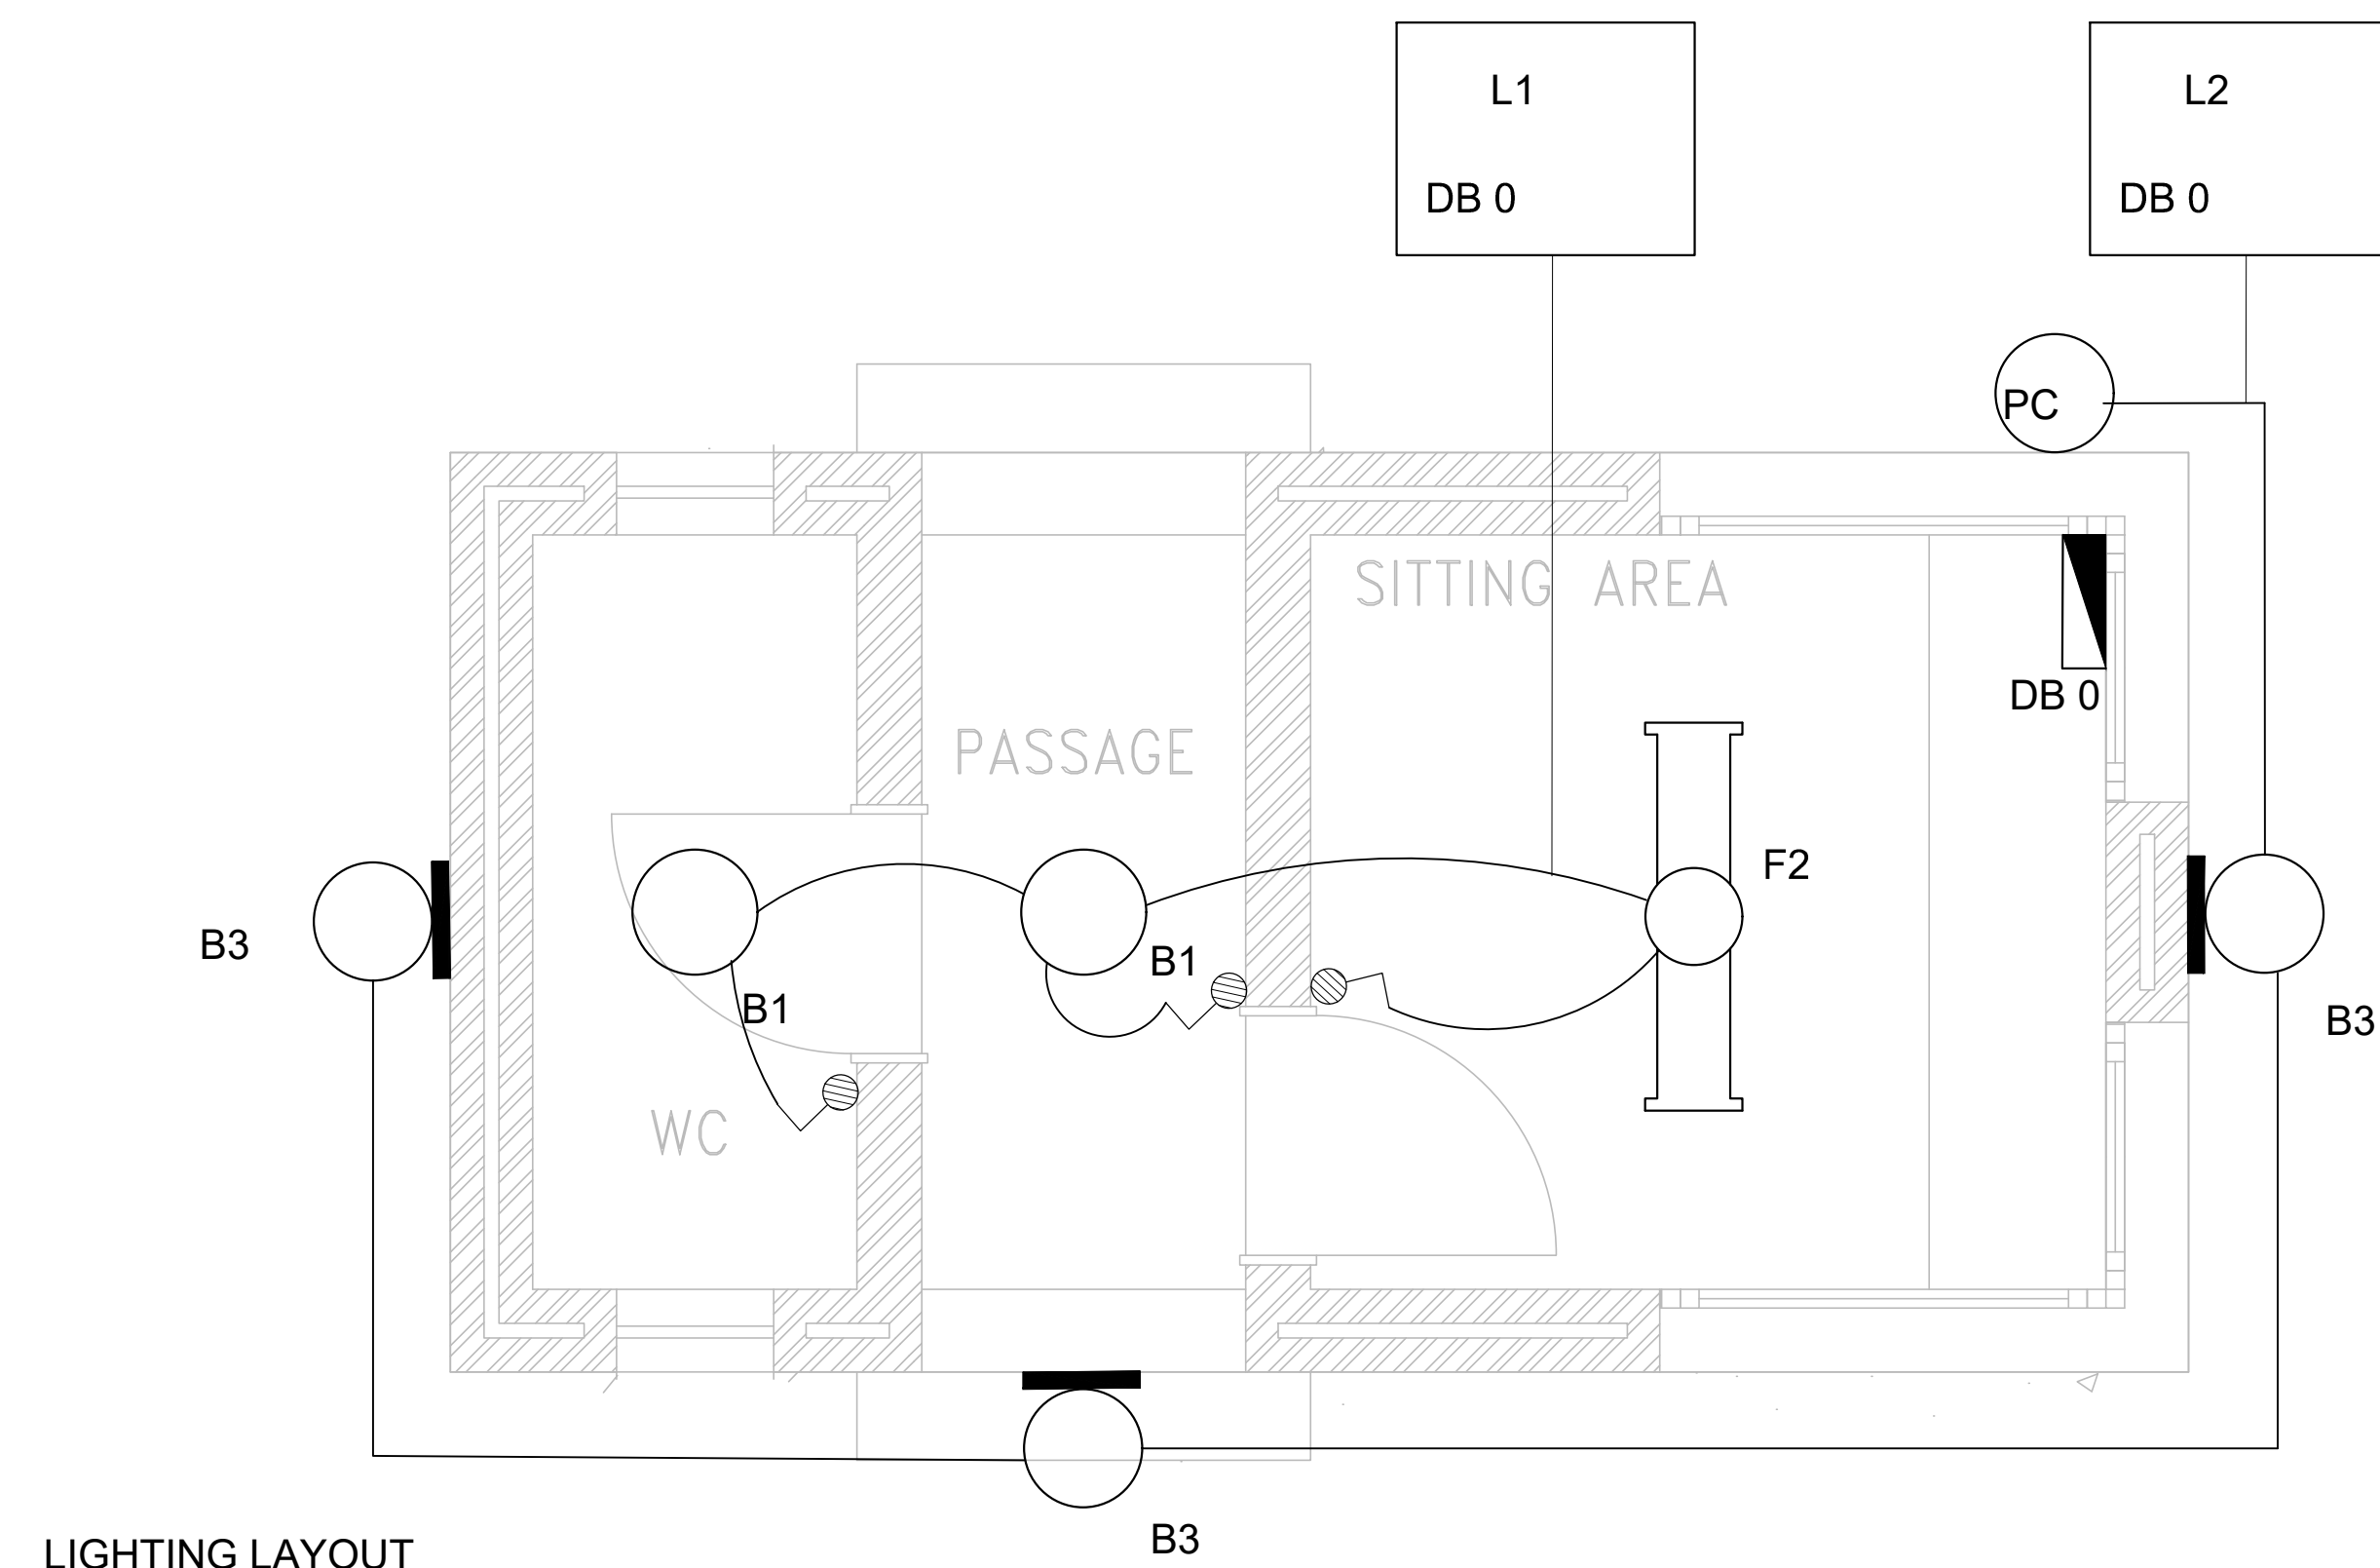 L1
L2
DB 0
DB 0
PC
SITTING AREA
DB 0
PASSAGE
F2
B3
B1
B1
B3
WC
B3
LIGHTING LAYOUT